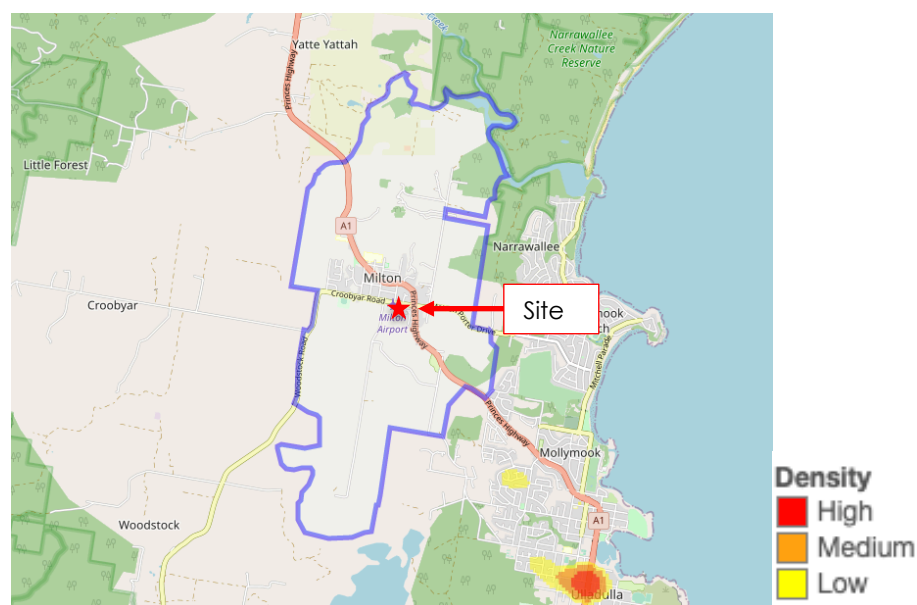 Yatte Yattah
Narrawallee
Creek Nature
Reserve
Creek
Princes Highway
Little Forest
A1
Narrawallee
Milton
Croobyar
Croobyar Road
Site
Milton
Airport
Princes Highway
Porter Drive
Mitchell Parade
Woodstock Road
Princes Highway
Mollymook
Woodstock
A1
Ulladulla
Density
High
Medium
Low